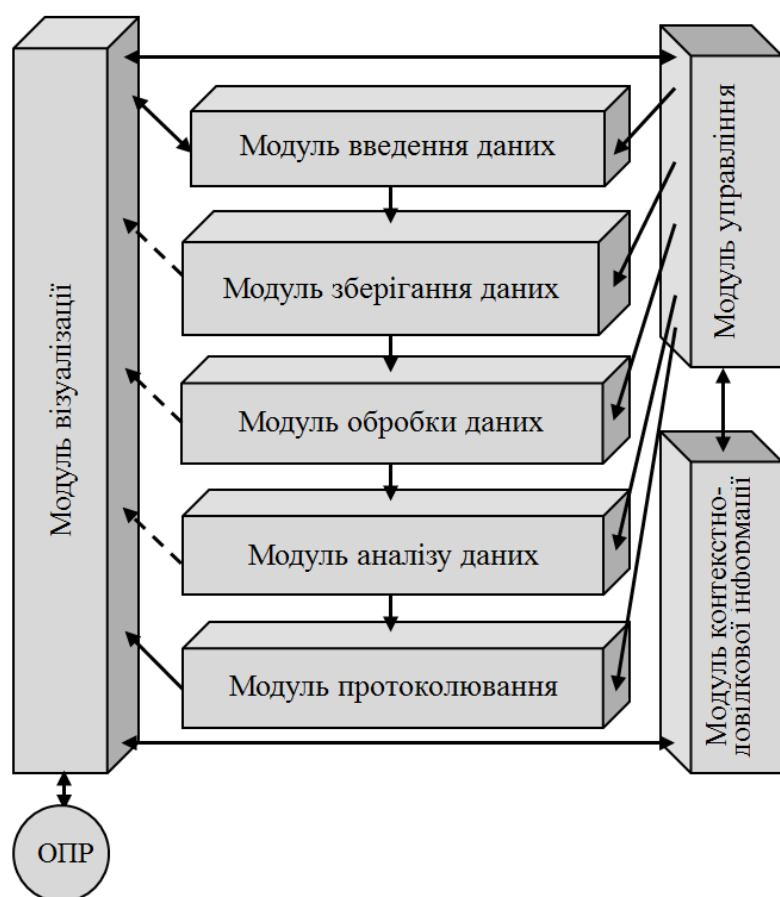 Модуль візуалізації
Модуль введення даних
Модуль зберігання даних
Модуль обробки даних
Модуль аналізу даних
Модуль протоколювання
Модуль управління
Модуль контекстно-
довідкової інформації
ОПР